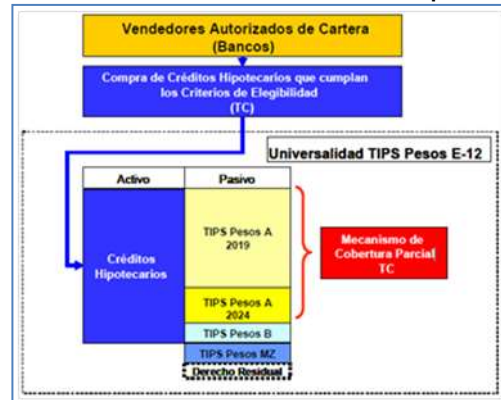 Vendedores Autorizados de Cartera
(Bancos)
Compra de Créditos Hipotecarios que cumplan
los Criterios de Elegibilidad
(TC)
Universalidad TIPS Pesos E-12
Activo
Pasivo
Créditos
Hipotecarios
TIPS Pesos A
2019
TIPS Pesos A
2024
TIPS Pesos B
TIPS Pesos MZ
Derecho Residual
Mecanismo de
Cobertura Parcial
TC